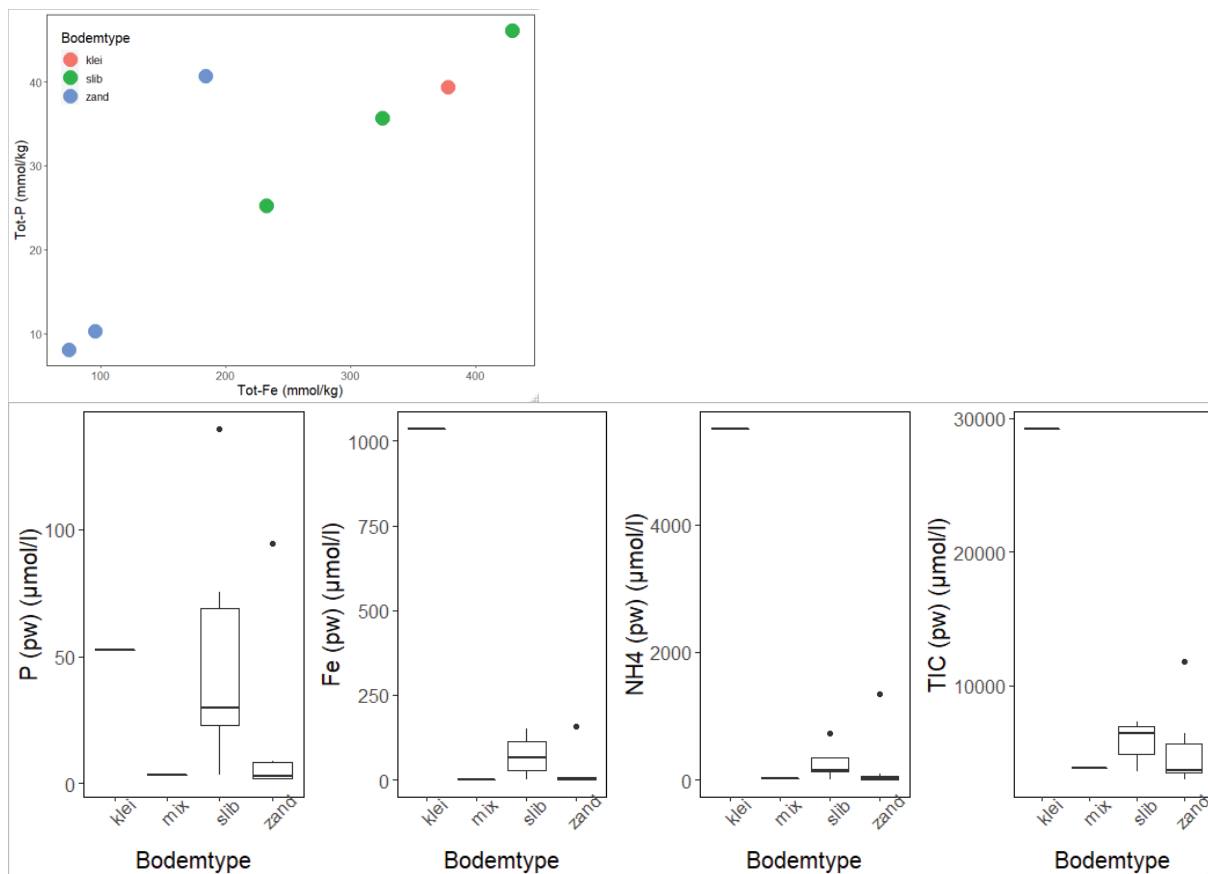 Bodemtype
klei
slib
zand
40
30
20
10
Tot-P (mmol/kg)
100 200 300 400
Tot-Fe (mmol/kg)
P (pw) (µmol/l)
100
50
0
klei mix slib zand
Bodemtype
Fe (pw) (µmol/l)
1000
750
500
250
0
klei mix slib zand
Bodemtype
NH4 (pw) (µmol/l)
4000
2000
0
klei mix slib zand
Bodemtype
TIC (pw) (µmol/l)
30000
20000
10000
klei mix slib zand
Bodemtype